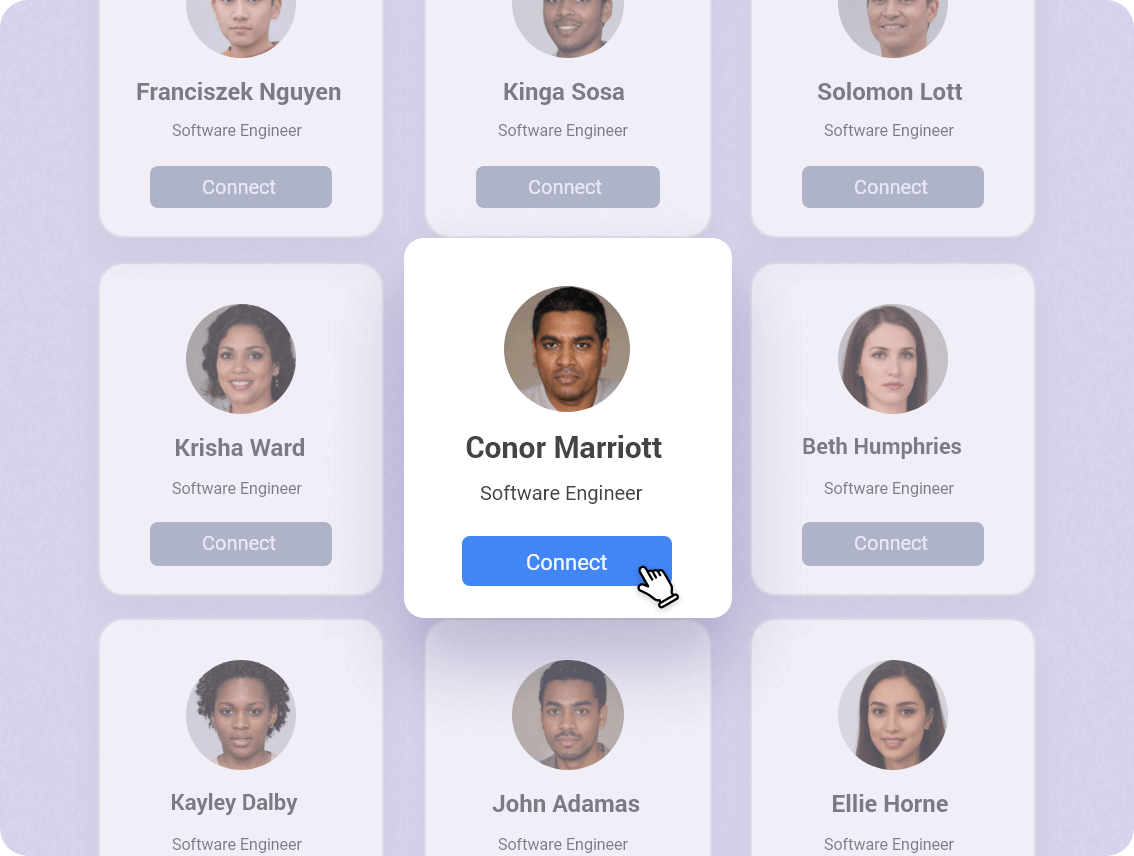 Franciszek Nguyen
Software Engineer
Connect
Kinga Sosa
Software Engineer
Connect
Solomon Lott
Software Engineer
Connect
Krisha Ward
Software Engineer
Connect
Conor Marriott
Software Engineer
Connect
Beth Humphries
Software Engineer
Connect
Kayley Dalby
Software Engineer
John Adamas
Software Engineer
Ellie Horne
Software Engineer